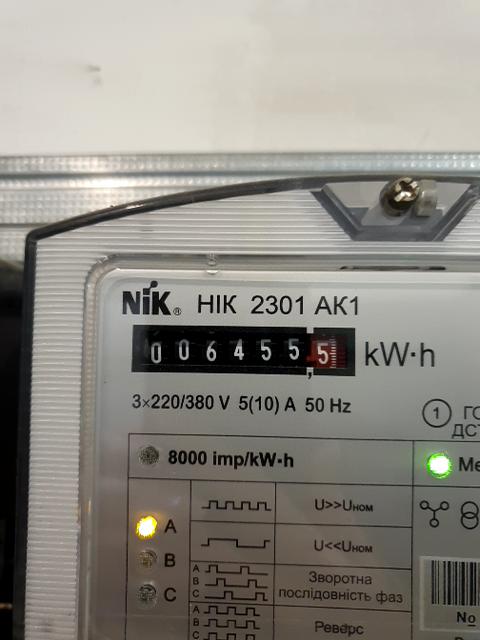 NiK® НІК 2301 АК1
006455,5 kW·h
3×220/380 V 5(10) A 50 Hz
1
8000 imp/kW·h
A
B
C
U>>Uном
U<<Uном
A
B
C
Зворотна
послідовність фаз
A
B
C
Реверс
No